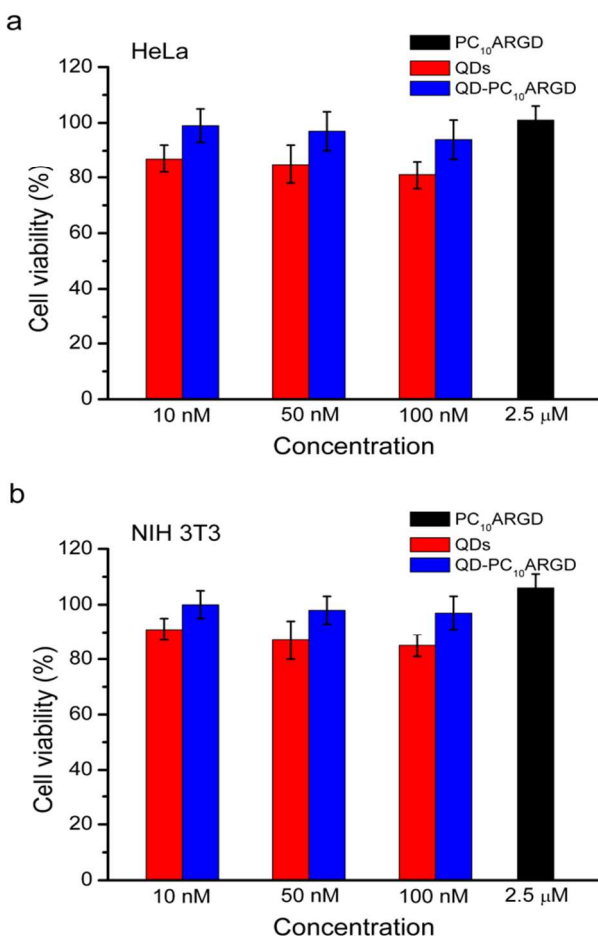 a
HeLa
PC₁₀ARGD
QDs
QD-PC₁₀ARGD
Cell viability (%)
120
100
80
60
40
20
0
10 nM 50 nM 100 nM 2.5 μM
Concentration
b
NIH 3T3
PC₁₀ARGD
QDs
QD-PC₁₀ARGD
Cell viability (%)
120
100
80
60
40
20
0
10 nM 50 nM 100 nM 2.5 μM
Concentration